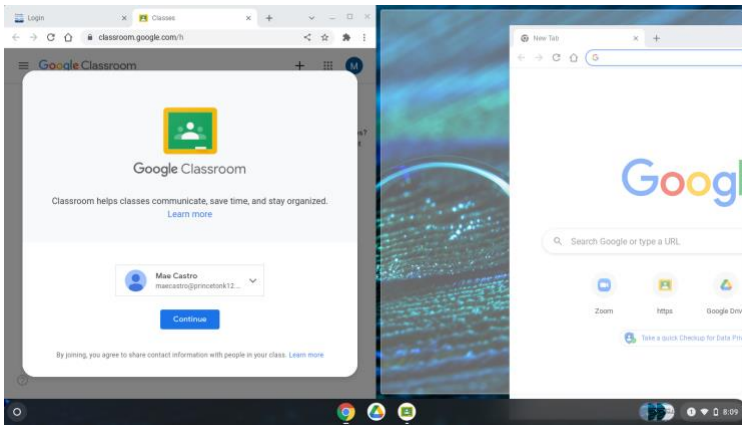 Login
Classes
classroom.google.com/h
Google Classroom
M
Google Classroom
Classroom helps classes communicate, save time, and stay organized.
Learn more
Mae Castro
maecastro@princetonk12...
Continue
By joining, you agree to share contact information with people in your class. Learn more
New Tab
G
Goog
Search Google or type a URL
Zoom
https
Google Driv
Take a quick Checkup for Data Pri
8:09